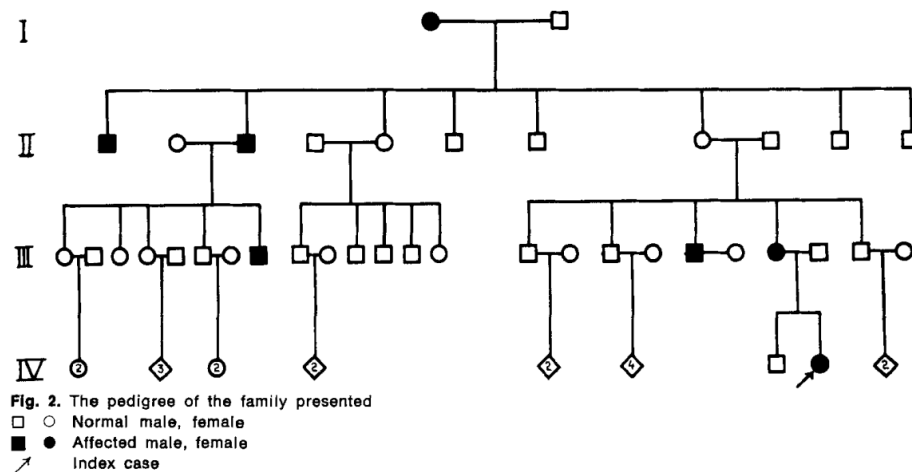 I
II
III
IV
2
3
2
2
2
4
2
Fig. 2. The pedigree of the family presented
Normal male, female
Affected male, female
Index case